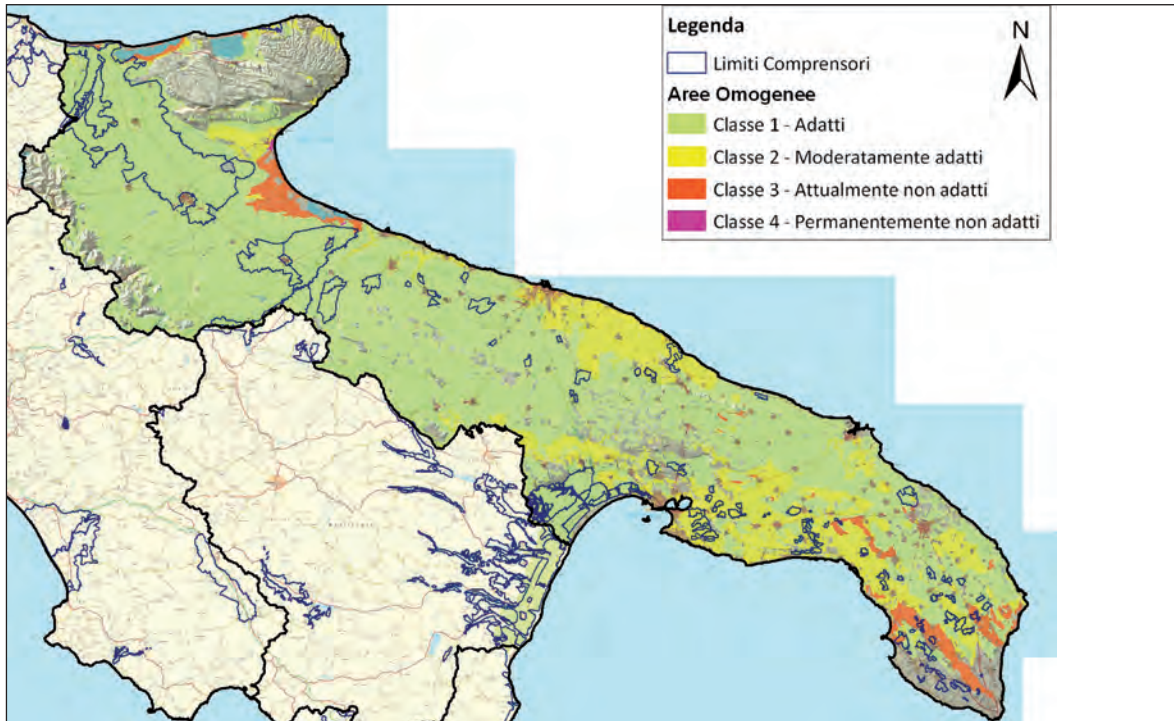 Legenda
N
Limiti Comprensori
Aree Omogenee
Classe 1 - Adatti
Classe 2 - Moderatamente adatti
Classe 3 - Attualmente non adatti
Classe 4 - Permanentemente non adatti